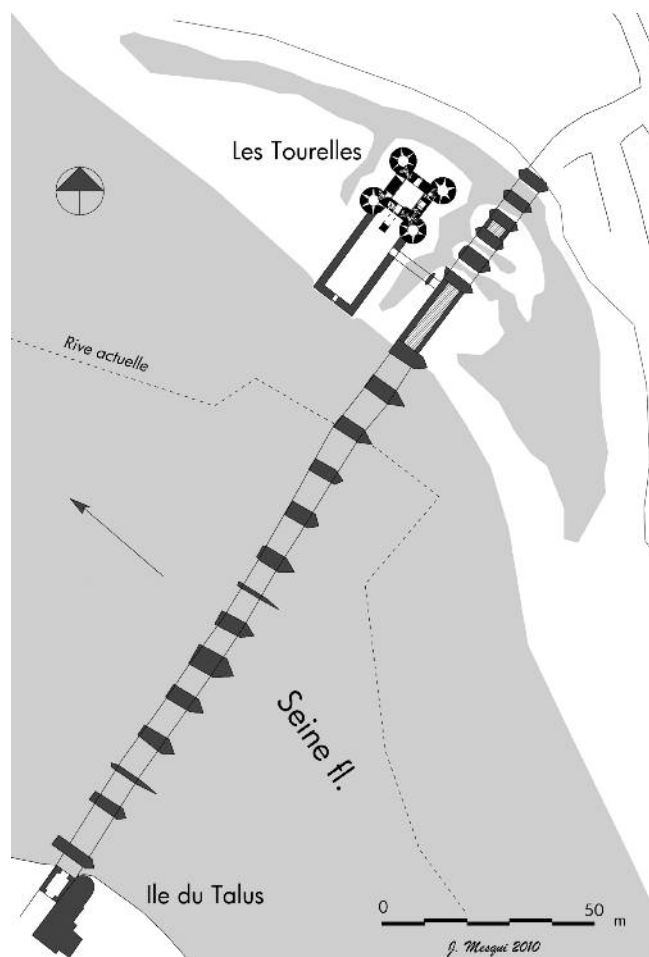 Les Tourelles
Rive actuelle
Seine fl.
Ile du Talus
0 50 m
J. Mesqui 2010